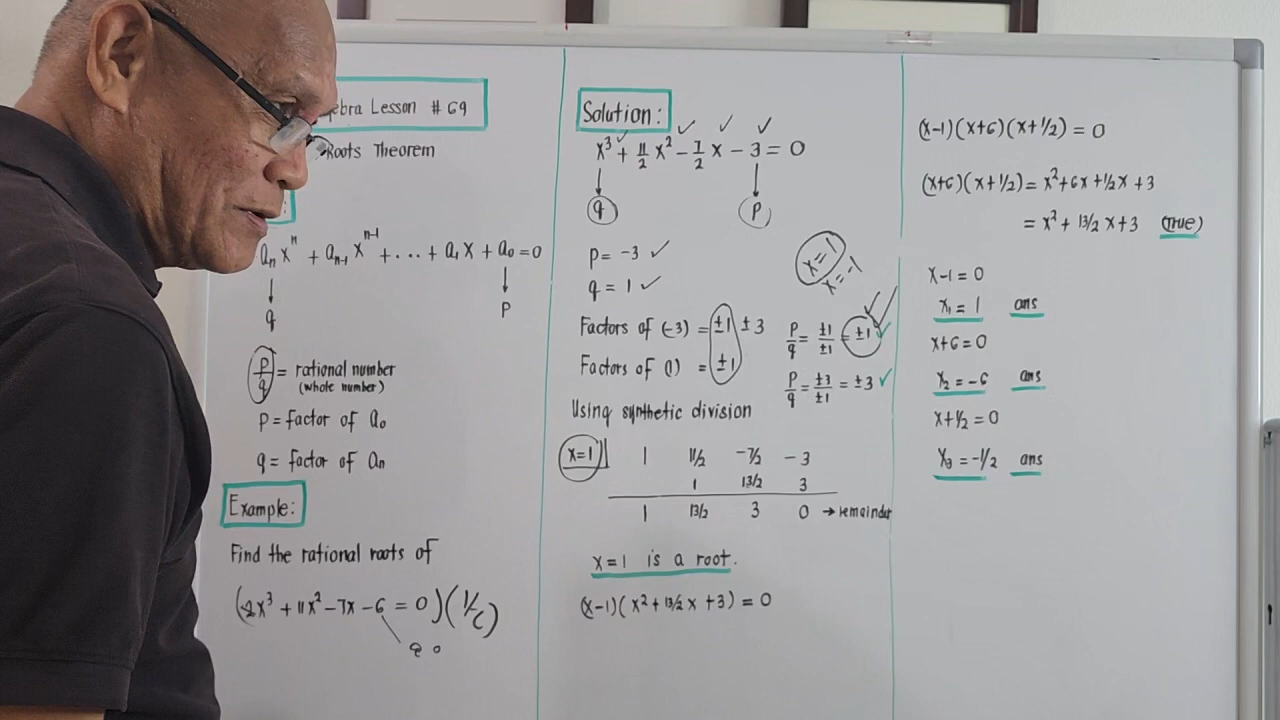 ebra Lesson # 69
Roots Theorem
:
aₙxⁿ + aₙ₋₁xⁿ⁻¹ + . . . + a₁x + a₀ = 0
q
p
p/q = rational number
(whole number)
p = factor of a₀
q = factor of aₙ
Example:
Find the rational roots of
(2x³ + 11x² - 7x - 6 = 0)
Solution:
x³ + 11/2 x² - 7/2 x - 3 = 0
q
p
p = -3 ✓
q = 1 ✓
x = 1
x = -1
Factors of (-3) = ±1 ±3
Factors of (1) = ±1
p/q = ±1/±1 = ±1 ✓
p/q = ±3/±1 = ±3 ✓
Using synthetic division
x=1 | 1 11/2 -7/2 -3
1 13/2 3
1 13/2 3 0 → remainder
x = 1 is a root.
(x-1)(x² + 13/2 x + 3) = 0
(x-1)(x+6)(x+1/2) = 0
(x+6)(x+1/2) = x² + 6x + 1/2x + 3
= x² + 13/2 x + 3 (True)
x-1 = 0
x₁ = 1 ans
x+6 = 0
x₂ = -6 ans
x+1/2 = 0
x₃ = -1/2 ans